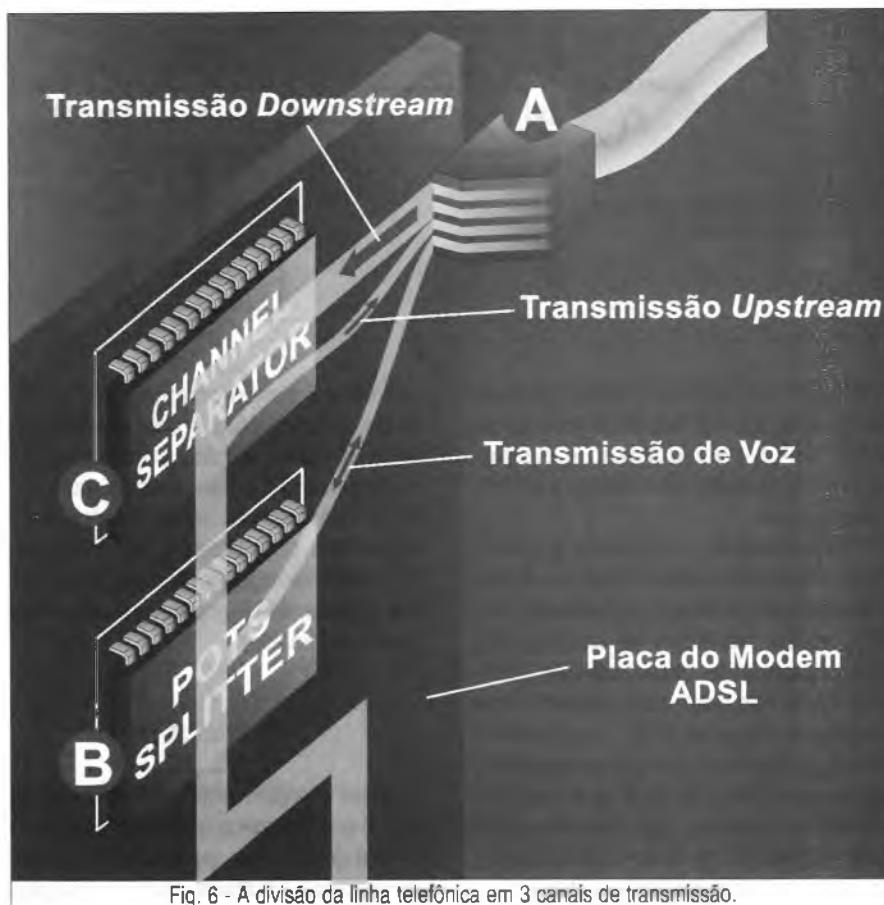 Transmissão Downstream
A
Transmissão Upstream
CHANNEL
SEPARATOR
C
Transmissão de Voz
POTS
SPLITTER
B
Placa do Modem
ADSL
Fig. 6 - A divisão da linha telefônica em 3 canais de transmissão.